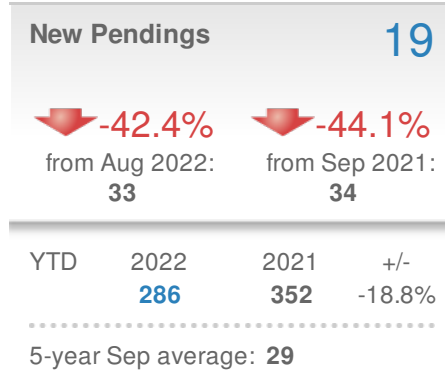 New Pendings 19
-42.4% -44.1%
from Aug 2022: from Sep 2021:
33 34
YTD 2022 2021 +/-
286 352 -18.8%
5-year Sep average: 29